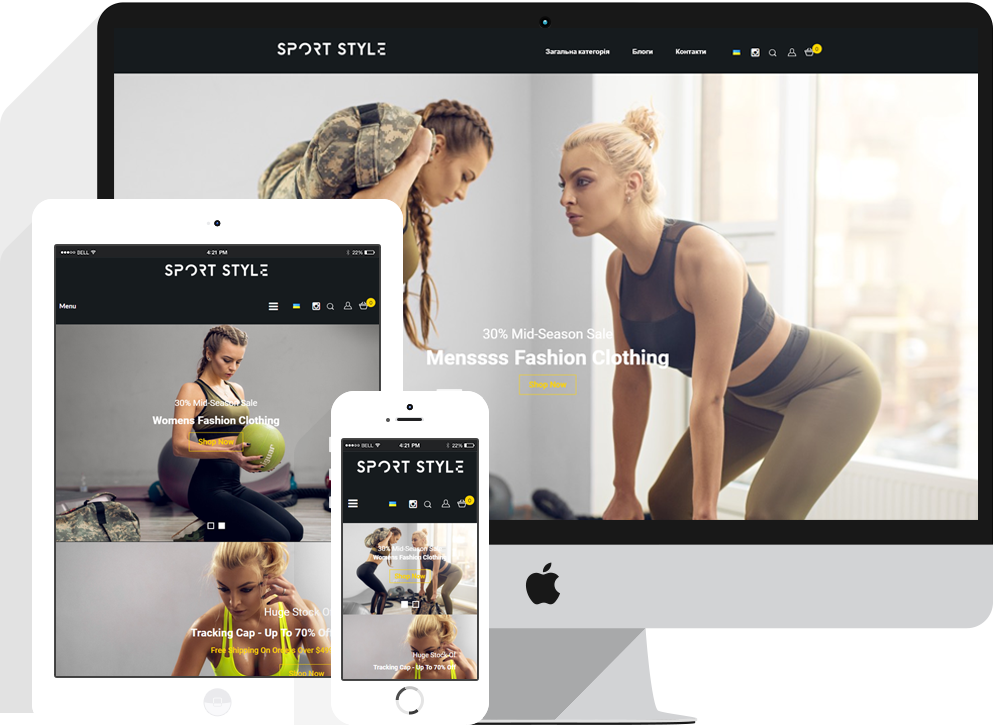 SPORT STYLE
Загальна категорія Блоги Контакти 0
30% Mid-Season Sale
Menssss Fashion Clothing
Shop Now
BELL 4:21 PM 22%
SPORT STYLE
Menu 0
30% Mid-Season Sale
Womens Fashion Clothing
Shop Now
Huge Stock Of
Tracking Cap - Up To 70% Off
Free Shipping On Orders Over $49
Shop Now
BELL 4:21 PM 22%
SPORT STYLE
0
30% Mid-Season Sale
Womens Fashion Clothing
Shop Now
Huge Stock Of
Tracking Cap - Up To 70% Off